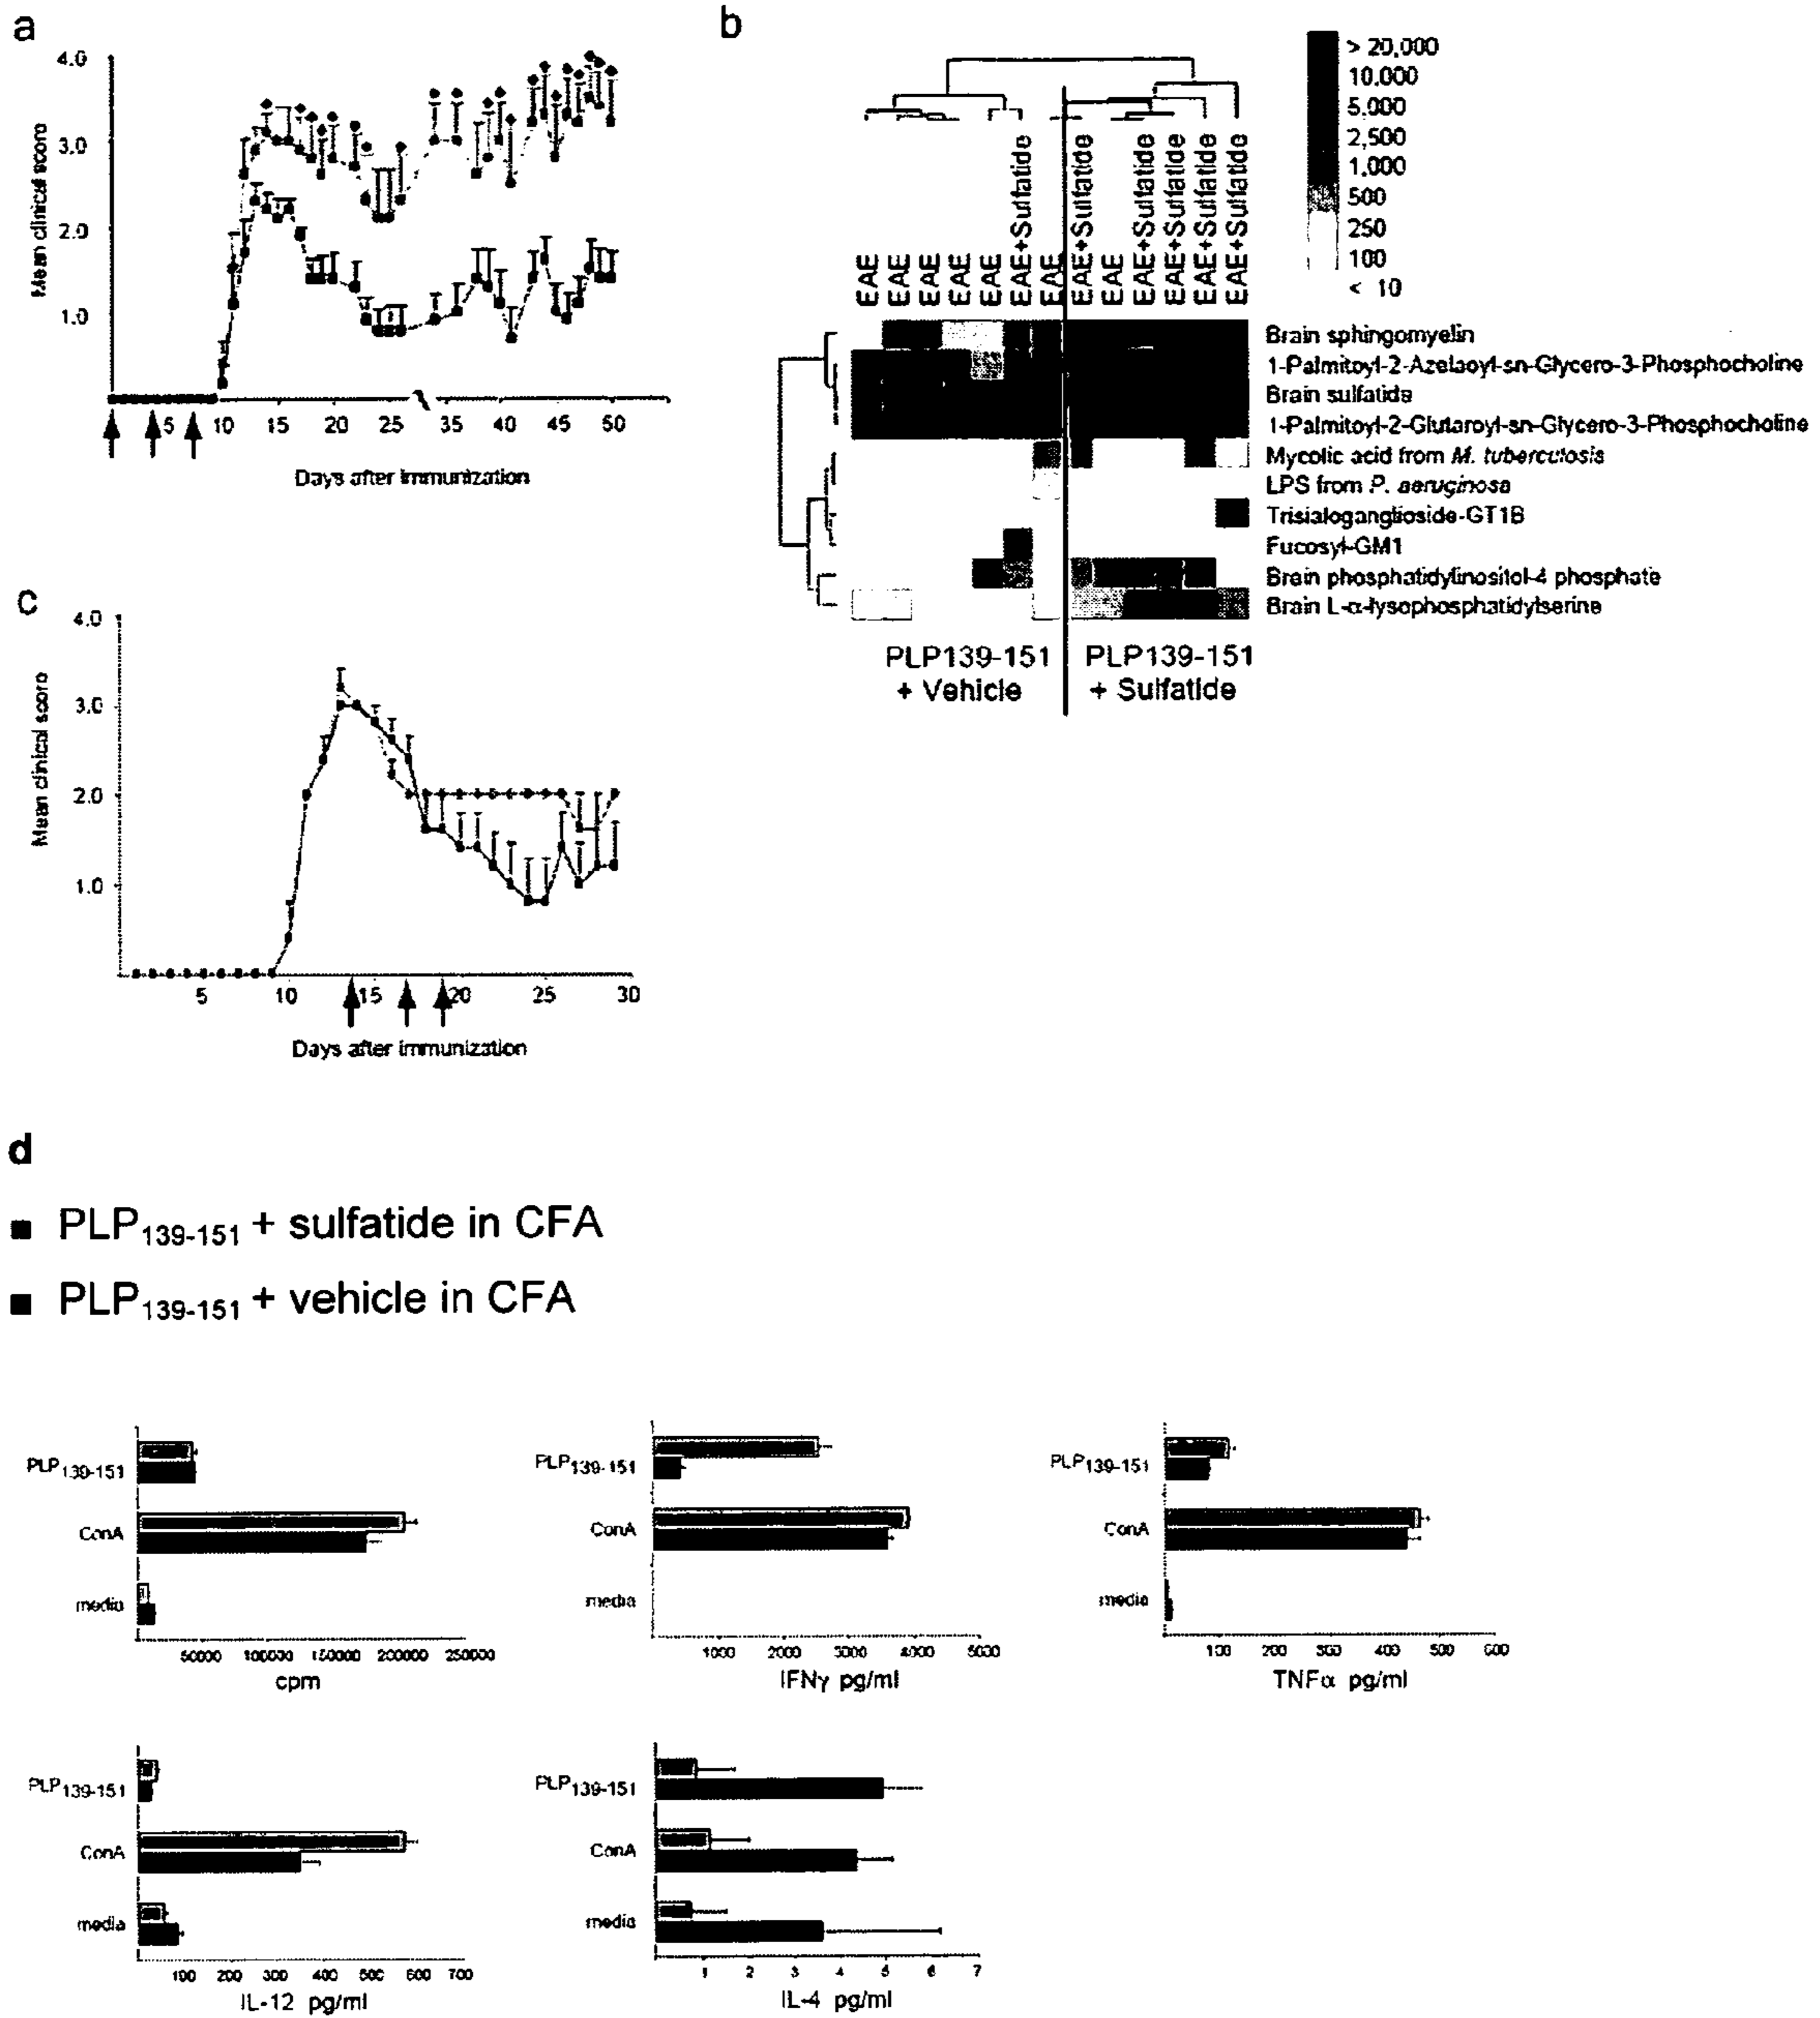 a
4.0
3.0
2.0
1.0
Mean clinical score
5 10 15 20 25 35 40 45 50
Days after immunization
b
> 20,000
10,000
5,000
2,500
1,000
500
250
100
< 10
EAE
EAE
EAE
EAE
EAE
EAE+Sulfatide
EAE
EAE+Sulfatide
EAE
EAE+Sulfatide
EAE+Sulfatide
EAE+Sulfatide
EAE+Sulfatide
Brain sphingomyelin
1-Palmitoyl-2-Azelaoyl-sn-Glycero-3-Phosphocholine
Brain sulfatide
1-Palmitoyl-2-Glutaroyl-sn-Glycero-3-Phosphocholine
Mycolic acid from M. tuberculosis
LPS from P. aeruginosa
Trisialoganglioside-GT1B
Fucosyl-GM1
Brain phosphatidylinositol-4 phosphate
Brain L-α-lysophosphatidylserine
PLP139-151
+ Vehicle
PLP139-151
+ Sulfatide
c
4.0
3.0
2.0
1.0
Mean clinical score
5 10 15 20 25 30
Days after immunization
d
PLP139-151 + sulfatide in CFA
PLP139-151 + vehicle in CFA
PLP139-151
ConA
media
50000 100000 150000 200000 250000
cpm
PLP139-151
ConA
media
1000 2000 3000 4000 5000
IFNγ pg/ml
PLP139-151
ConA
media
100 200 300 400 500 600
TNFα pg/ml
PLP139-151
ConA
media
100 200 300 400 500 600 700
IL-12 pg/ml
PLP139-151
ConA
media
1 2 3 4 5 6 7
IL-4 pg/ml